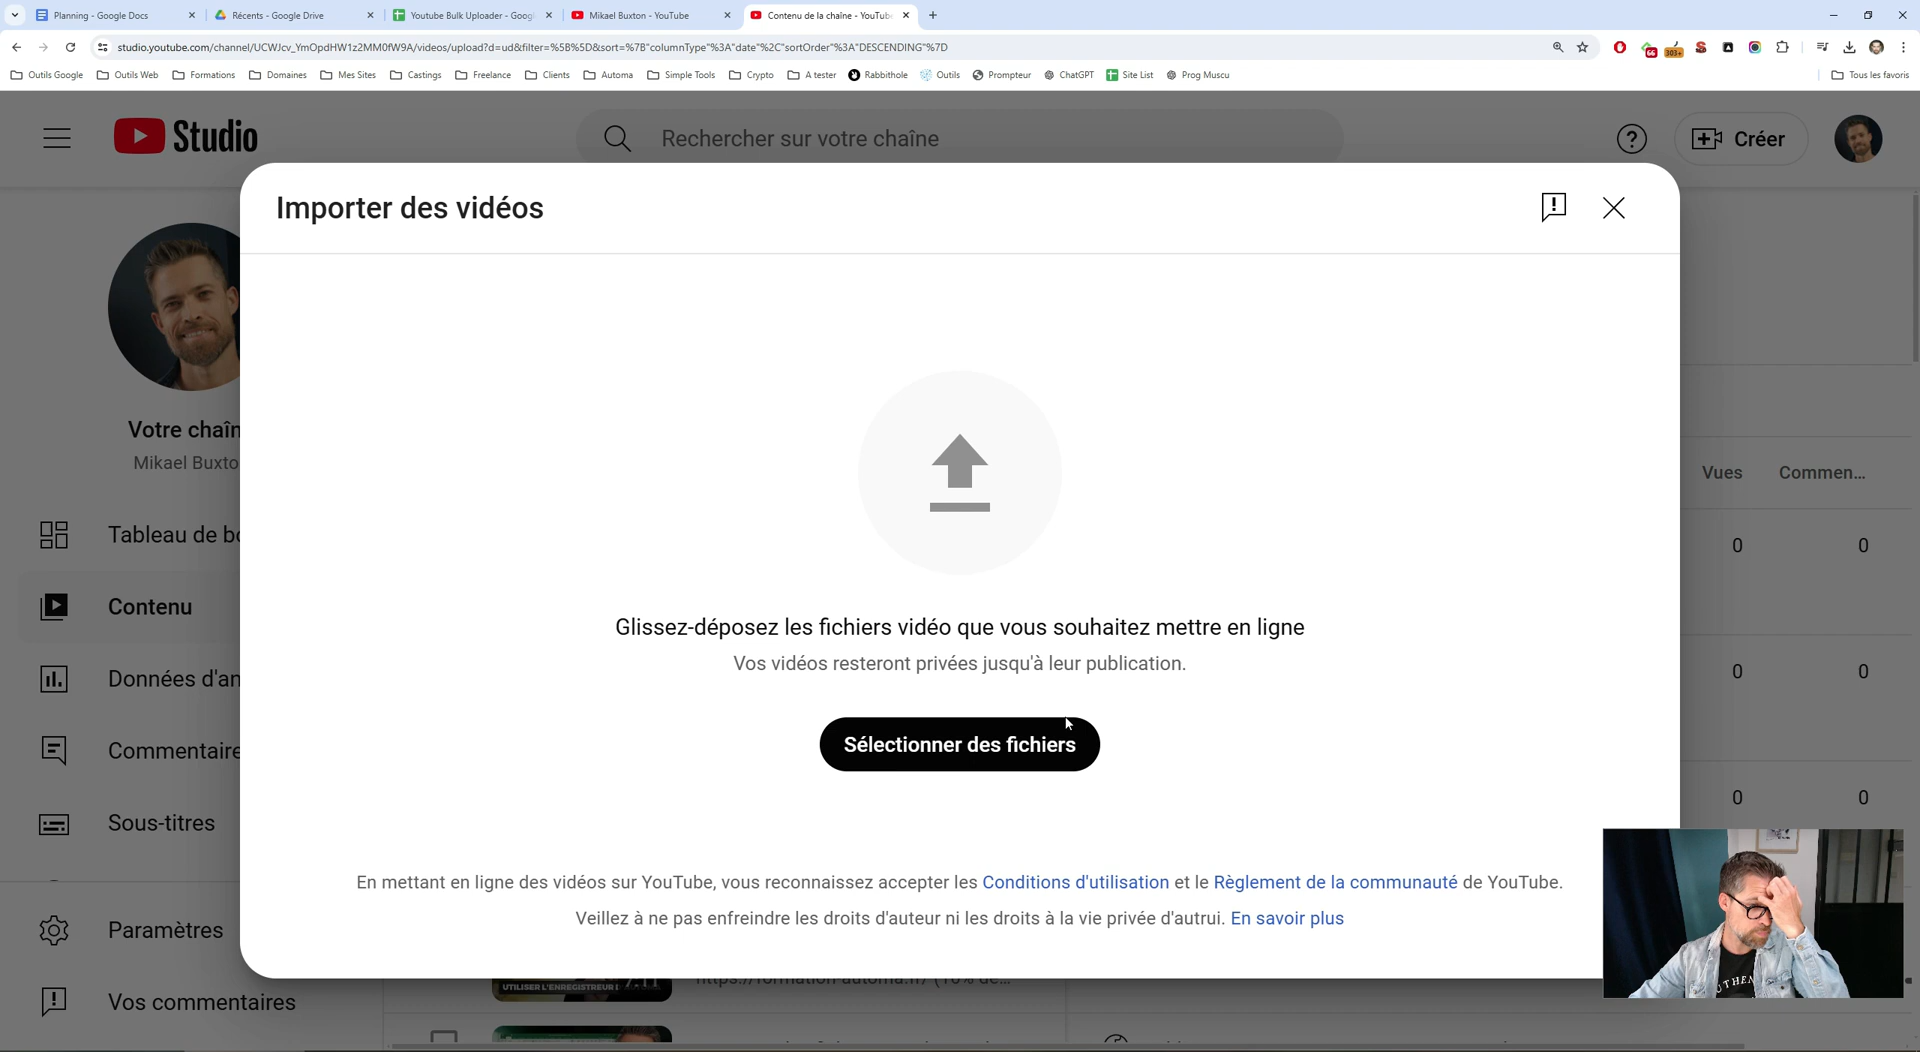 Planning - Google Docs
Récents - Google Drive
Youtube Bulk Uploader - Goog
Mikael Buxton - YouTube
Contenu de la chaîne - YouTub
studio.youtube.com/channel/UCWJcv_YmOpdHW1z2MM0fW9A/videos/upload?d=ud&filter=%5B%5D&sort=%7B"columnType"%3A"date"%2C"sortOrder"%3A"DESCENDING"%7D
66
303+
Outils Google
Outils Web
Formations
Domaines
Mes Sites
Castings
Freelance
Clients
Automa
Simple Tools
Crypto
A tester
Rabbithole
Outils
Prompteur
ChatGPT
Site List
Prog Muscu
Tous les favoris
Studio
Rechercher sur votre chaîne
Créer
Importer des vidéos
Votre chaîn
Mikael Buxto
Vues
Commen...
Tableau de bo
0
0
Contenu
Glissez-déposez les fichiers vidéo que vous souhaitez mettre en ligne
Vos vidéos resteront privées jusqu'à leur publication.
Données d'an
0
0
Sélectionner des fichiers
Commentaire
Sous-titres
0
0
En mettant en ligne des vidéos sur YouTube, vous reconnaissez accepter les Conditions d'utilisation et le Règlement de la communauté de YouTube.
Veillez à ne pas enfreindre les droits d'auteur ni les droits à la vie privée d'autrui. En savoir plus
Paramètres
UTILISER L'ENREGISTREUR
Vos commentaires